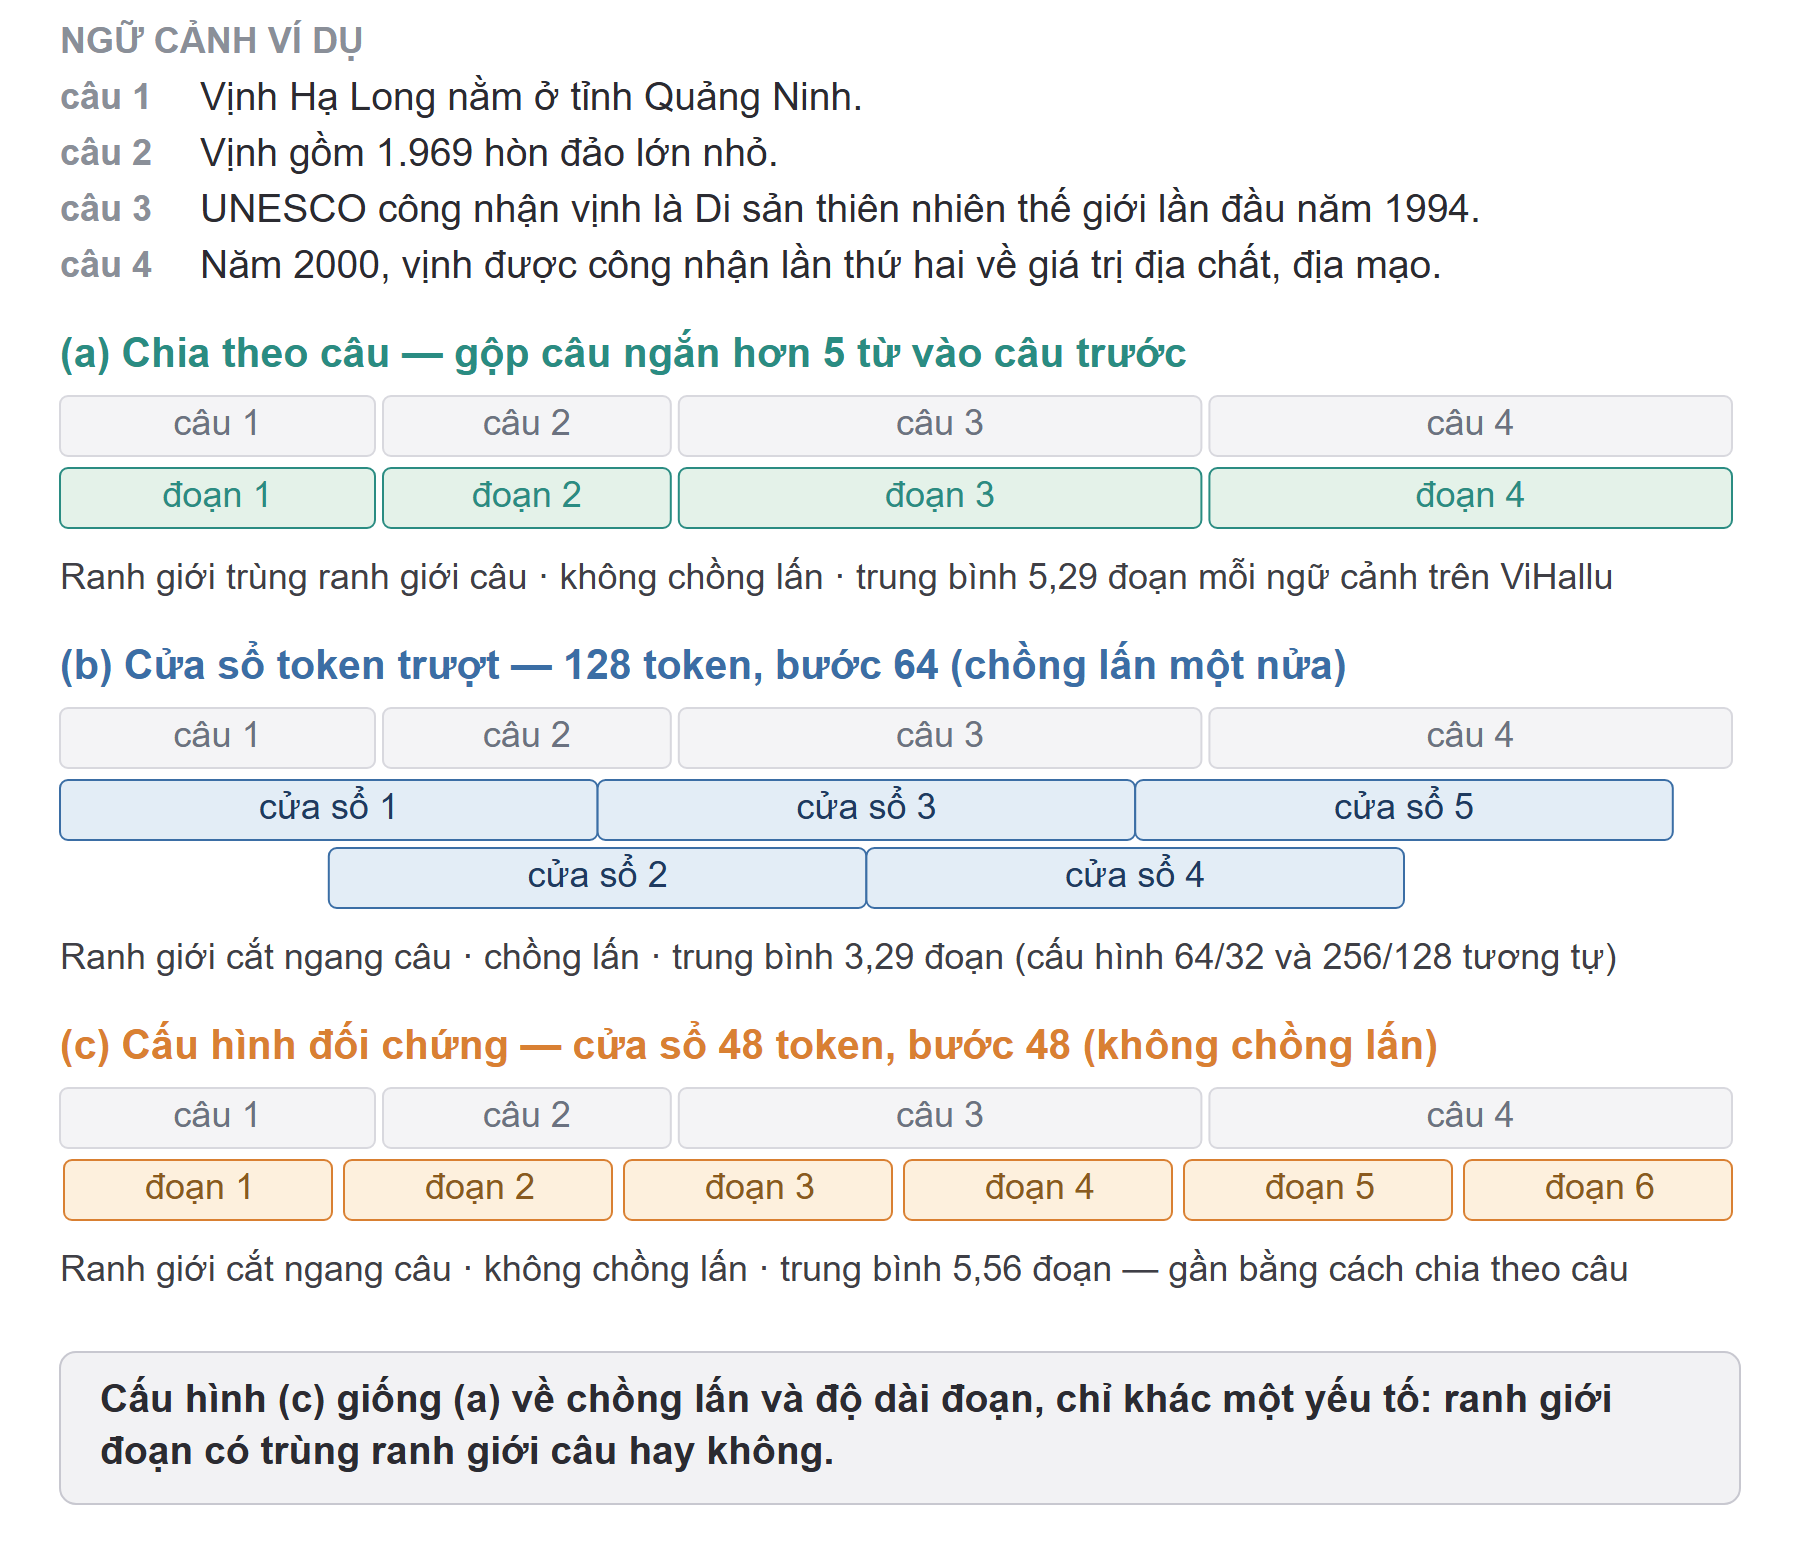 NGỮ CẢNH VÍ DỤ
câu 1 Vịnh Hạ Long nằm ở tỉnh Quảng Ninh.
câu 2 Vịnh gồm 1.969 hòn đảo lớn nhỏ.
câu 3 UNESCO công nhận vịnh là Di sản thiên nhiên thế giới lần đầu năm 1994.
câu 4 Năm 2000, vịnh được công nhận lần thứ hai về giá trị địa chất, địa mạo.
(a) Chia theo câu — gộp câu ngắn hơn 5 từ vào câu trước
câu 1 câu 2 câu 3 câu 4
đoạn 1 đoạn 2 đoạn 3 đoạn 4
Ranh giới trùng ranh giới câu · không chồng lấn · trung bình 5,29 đoạn mỗi ngữ cảnh trên ViHallu
(b) Cửa sổ token trượt — 128 token, bước 64 (chồng lấn một nửa)
câu 1 câu 2 câu 3 câu 4
cửa sổ 1 cửa sổ 3 cửa sổ 5
cửa sổ 2 cửa sổ 4
Ranh giới cắt ngang câu · chồng lấn · trung bình 3,29 đoạn (cấu hình 64/32 và 256/128 tương tự)
(c) Cấu hình đối chứng — cửa sổ 48 token, bước 48 (không chồng lấn)
câu 1 câu 2 câu 3 câu 4
đoạn 1 đoạn 2 đoạn 3 đoạn 4 đoạn 5 đoạn 6
Ranh giới cắt ngang câu · không chồng lấn · trung bình 5,56 đoạn — gần bằng cách chia theo câu
Cấu hình (c) giống (a) về chồng lấn và độ dài đoạn, chỉ khác một yếu tố: ranh giới
đoạn có trùng ranh giới câu hay không.